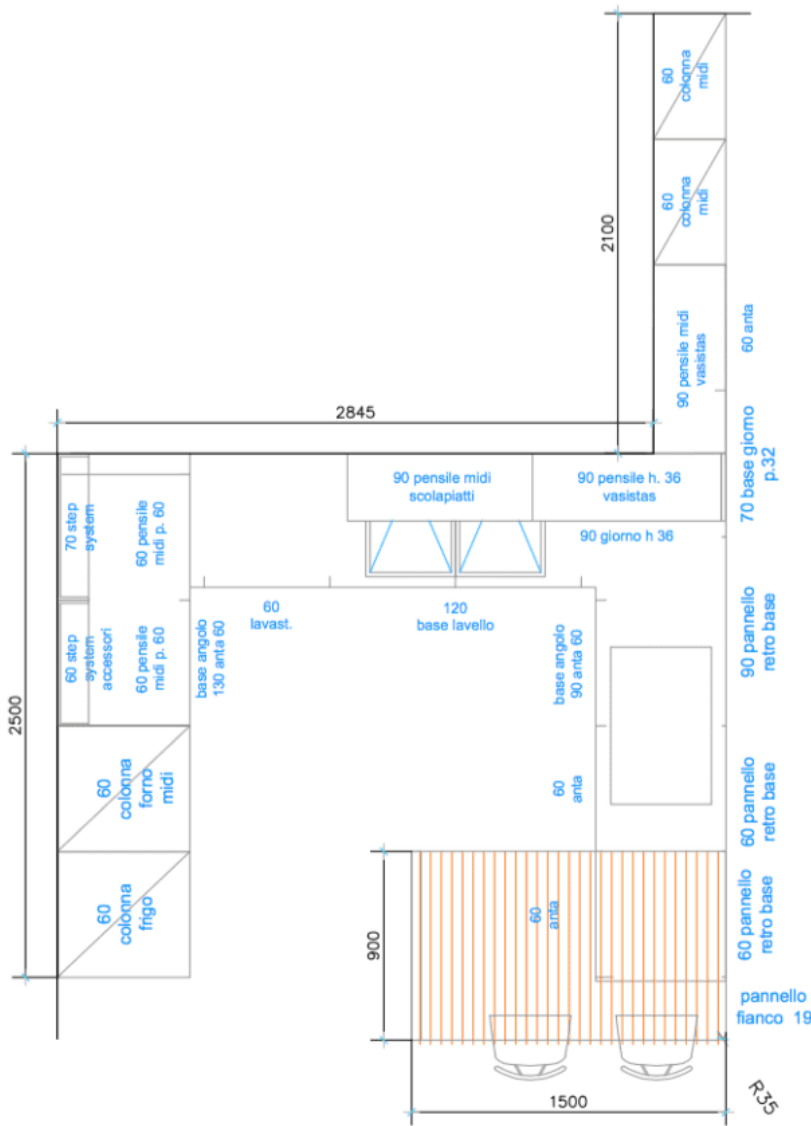 60
colonna
midi
60
colonna
midi
2100
90 pensile midi
vasistas
60 anta
2845
70 base giorno
p.32
70 step
system
60 pensile
midi p. 60
90 pensile midi
scolapiatti
90 pensile h. 36
vasistas
90 giorno h 36
60 step
system
accessori
60 pensile
midi p. 60
base angolo
130 anta 60
60
lavast.
120
base lavello
base angolo
90 anta 60
90 pannello
retro base
2500
60
colonna
forno
midi
60
anta
60 pannello
retro base
60
colonna
frigo
900
60
anta
60 pannello
retro base
pannello
fianco 19
1500
R35